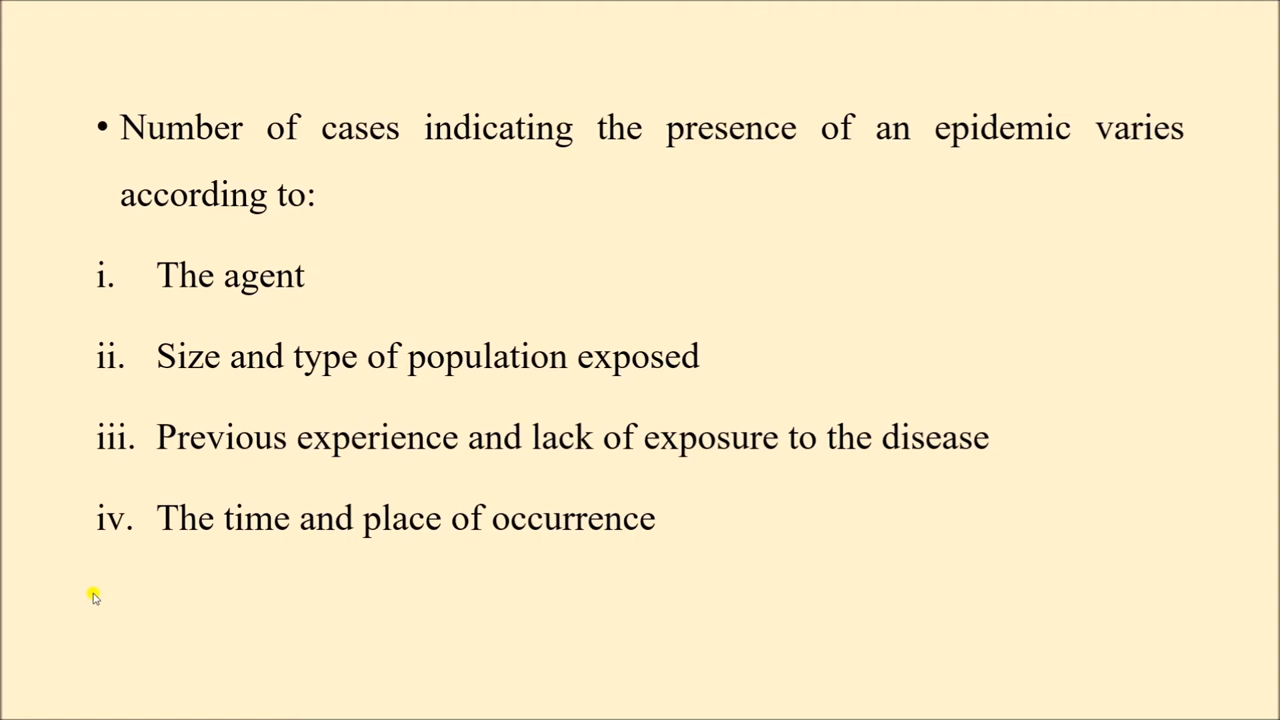 • Number of cases indicating the presence of an epidemic varies
according to:
i. The agent
ii. Size and type of population exposed
iii. Previous experience and lack of exposure to the disease
iv. The time and place of occurrence